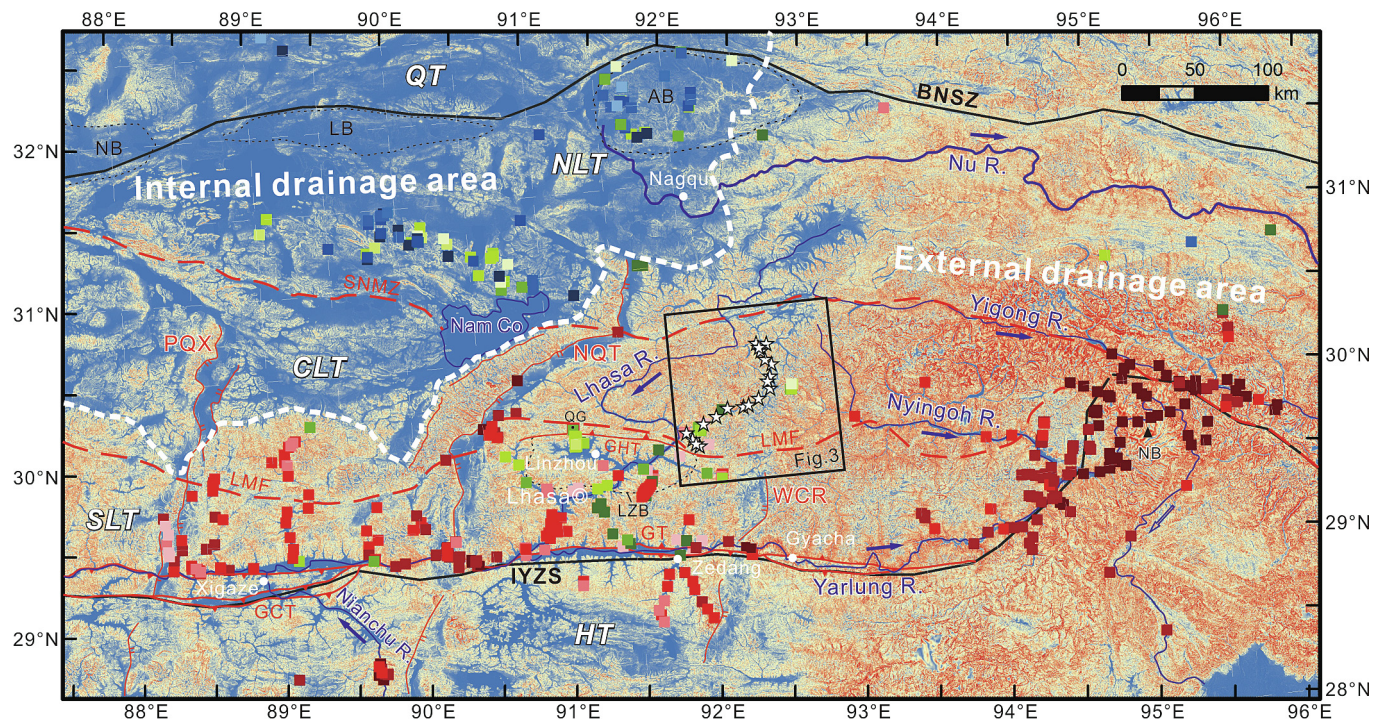 88°E 89°E 90°E 91°E 92°E 93°E 94°E 95°E 96°E
QT
AB
BNSZ
0 50 100
km
LB
NB
32°N
NLT
Nu R.
Nagqu
31°N
Internal drainage area
External drainage area
SNMZ
31°N
Nam Co
Yiqong R.
PQX
NQT
30°N
CLT
Lhasa R.
Nyingoh R.
QG
GHT
LMF
Linzhou
Fig.3
NB
30°N
LMF
Lhasa
WCR
LZB
SLT
GT
Gyacha
29°N
Zedang
IYZS
Xigaze
Yarlung R.
GCT
Nianchu R.
HT
29°N
28°N
88°E 89°E 90°E 91°E 92°E 93°E 94°E 95°E 96°E